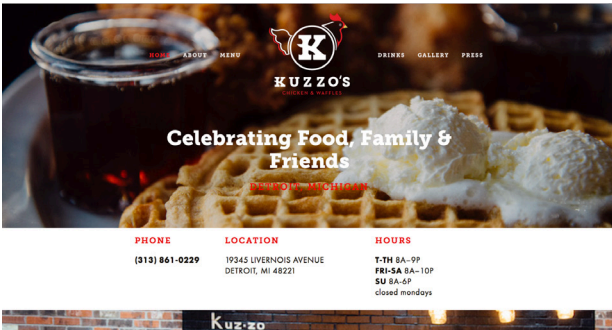 HOME ABOUT MENU
DRINKS GALLERY PRESS
K
KUZZO'S
CHICKEN & WAFFLES
Celebrating Food, Family &
Friends
DETROIT, MICHIGAN
PHONE
(313) 861-0229
LOCATION
19345 LIVERNOIS AVENUE
DETROIT, MI 48221
HOURS
T-TH 8A–9P
FRI-SA 8A–10P
SU 8A-6P
closed mondays
Kuz·zo